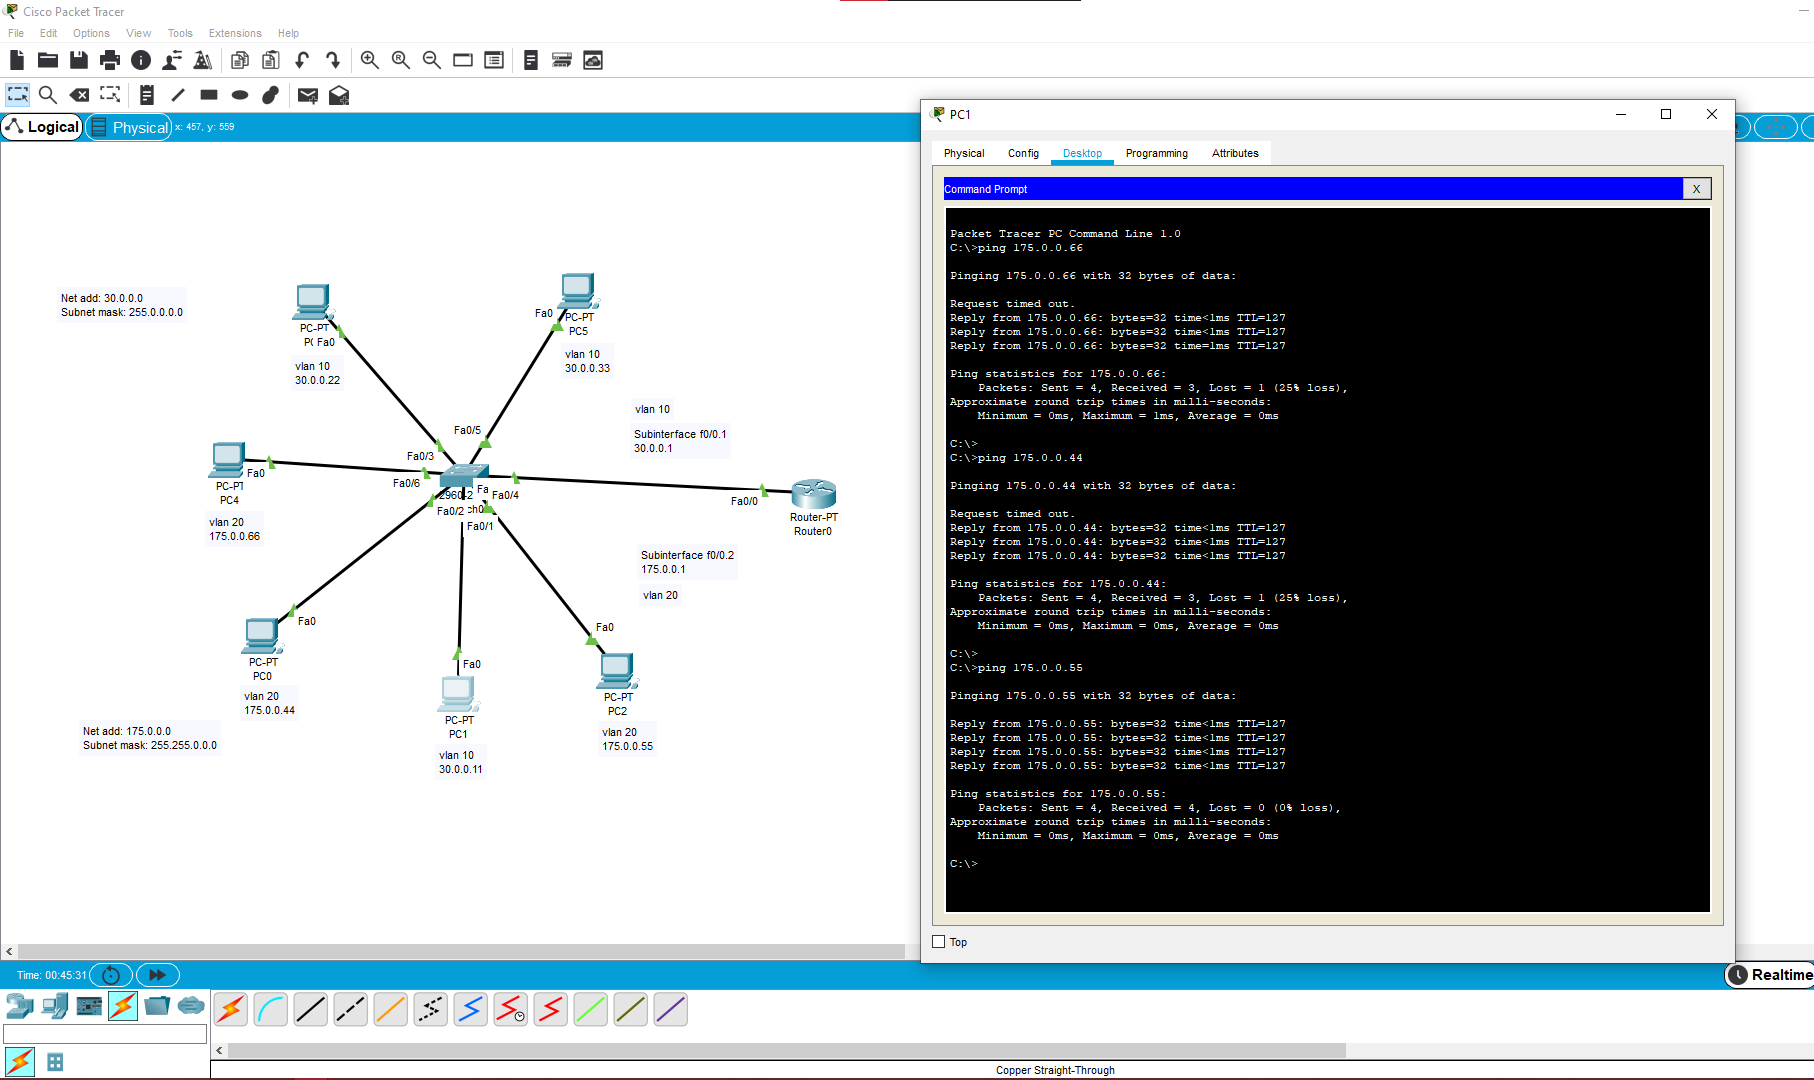 Cisco Packet Tracer
File Edit Options View Tools Extensions Help
Logical
Physical
x: 457, y: 559
Net add: 30.0.0.0
Subnet mask: 255.0.0.0.0
PC-PT
Fa0
vlan 10
30.0.0.22
Fa0
PC-PT
PC5
vlan 10
30.0.0.33
vlan 10
Subinterface f0/0.1
30.0.0.1
Fa0/5
Fa0/3
Fa0/6
Fa0
PC-PT
PC4
vlan 20
175.0.0.66
2960-2
Fa
Fa0/4
Fa0/2
ch0
Fa0/1
Fa0/0
Router-PT
Router0
Subinterface f0/0.2
175.0.0.1
vlan 20
Fa0
PC-PT
PC0
vlan 20
175.0.0.44
Net add: 175.0.0.0
Subnet mask: 255.255.0.0.0
Fa0
PC-PT
PC1
vlan 10
30.0.0.11
Fa0
PC-PT
PC2
vlan 20
175.0.0.55
PC1
Physical Config Desktop Programming Attributes
Command Prompt
X
Packet Tracer PC Command Line 1.0
C:\>ping 175.0.0.66
Pinging 175.0.0.66 with 32 bytes of data:
Request timed out.
Reply from 175.0.0.66: bytes=32 time<1ms TTL=127
Reply from 175.0.0.66: bytes=32 time<1ms TTL=127
Reply from 175.0.0.66: bytes=32 time=1ms TTL=127
Ping statistics for 175.0.0.66:
Packets: Sent = 4, Received = 3, Lost = 1 (25% loss),
Approximate round trip times in milli-seconds:
Minimum = 0ms, Maximum = 1ms, Average = 0ms
C:\>
C:\>ping 175.0.0.44
Pinging 175.0.0.44 with 32 bytes of data:
Request timed out.
Reply from 175.0.0.44: bytes=32 time<1ms TTL=127
Reply from 175.0.0.44: bytes=32 time<1ms TTL=127
Reply from 175.0.0.44: bytes=32 time<1ms TTL=127
Ping statistics for 175.0.0.44:
Packets: Sent = 4, Received = 3, Lost = 1 (25% loss),
Approximate round trip times in milli-seconds:
Minimum = 0ms, Maximum = 0ms, Average = 0ms
C:\>
C:\>ping 175.0.0.55
Pinging 175.0.0.55 with 32 bytes of data:
Reply from 175.0.0.55: bytes=32 time<1ms TTL=127
Reply from 175.0.0.55: bytes=32 time<1ms TTL=127
Reply from 175.0.0.55: bytes=32 time<1ms TTL=127
Reply from 175.0.0.55: bytes=32 time<1ms TTL=127
Ping statistics for 175.0.0.55:
Packets: Sent = 4, Received = 4, Lost = 0 (0% loss),
Approximate round trip times in milli-seconds:
Minimum = 0ms, Maximum = 0ms, Average = 0ms
C:\>
Top
Time: 00:45:31
Realtime
Copper Straight-Through